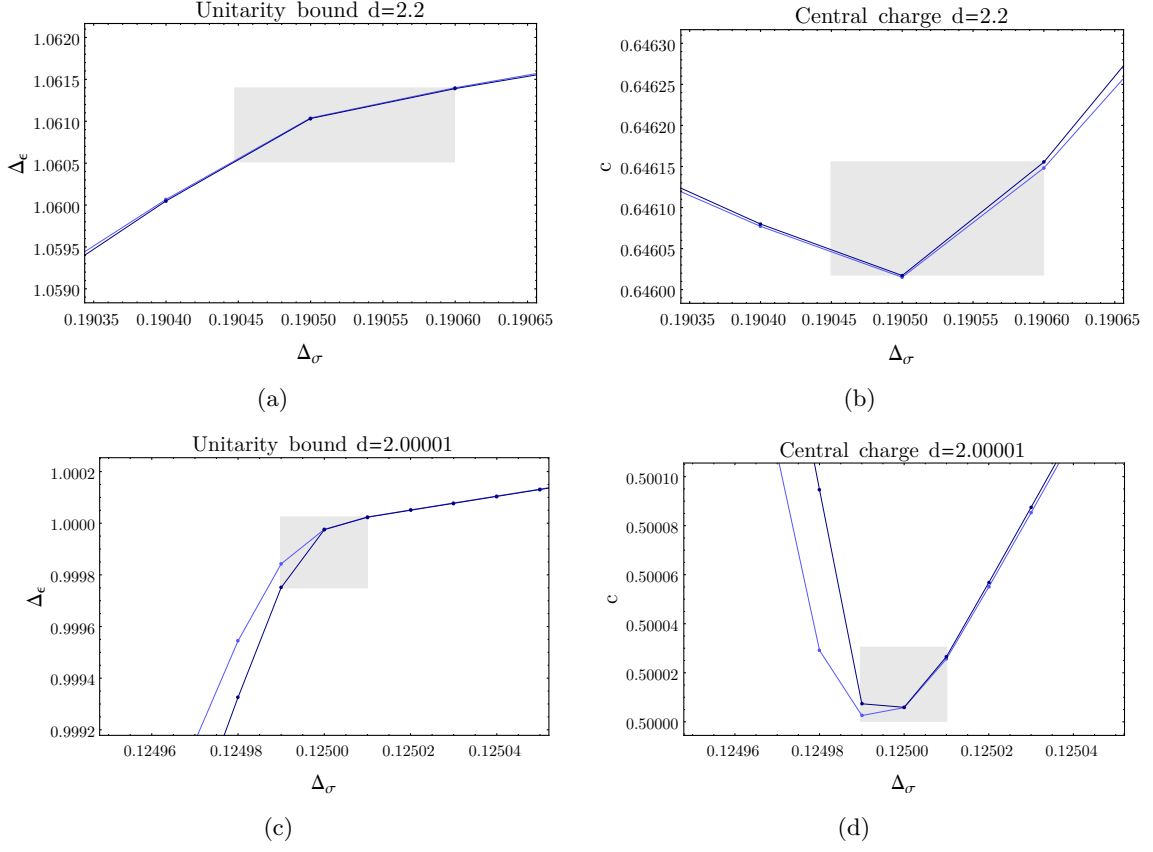 Unitarity bound d=2.2
Δϵ
1.0620
1.0615
1.0610
1.0605
1.0600
1.0595
1.0590
0.19035 0.19040 0.19045 0.19050 0.19055 0.19060 0.19065
Δσ
(a)
Central charge d=2.2
c
0.64630
0.64625
0.64620
0.64615
0.64610
0.64605
0.64600
0.19035 0.19040 0.19045 0.19050 0.19055 0.19060 0.19065
Δσ
(b)
Unitarity bound d=2.00001
Δϵ
1.0002
1.0000
0.9998
0.9996
0.9994
0.9992
0.12496 0.12498 0.12500 0.12502 0.12504
Δσ
(c)
Central charge d=2.00001
c
0.50010
0.50008
0.50006
0.50004
0.50002
0.50000
0.12496 0.12498 0.12500 0.12502 0.12504
Δσ
(d)